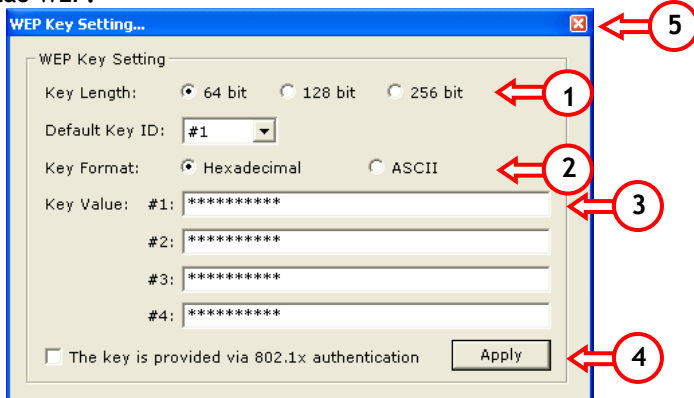 WEP Key Setting... 5
WEP Key Setting
Key Length: 64 bit 128 bit 256 bit 1
Default Key ID: #1
Key Format: Hexadecimal ASCII 2
Key Value: #1: ********** 3
#2: **********
#3: **********
#4: **********
The key is provided via 802.1x authentication Apply 4